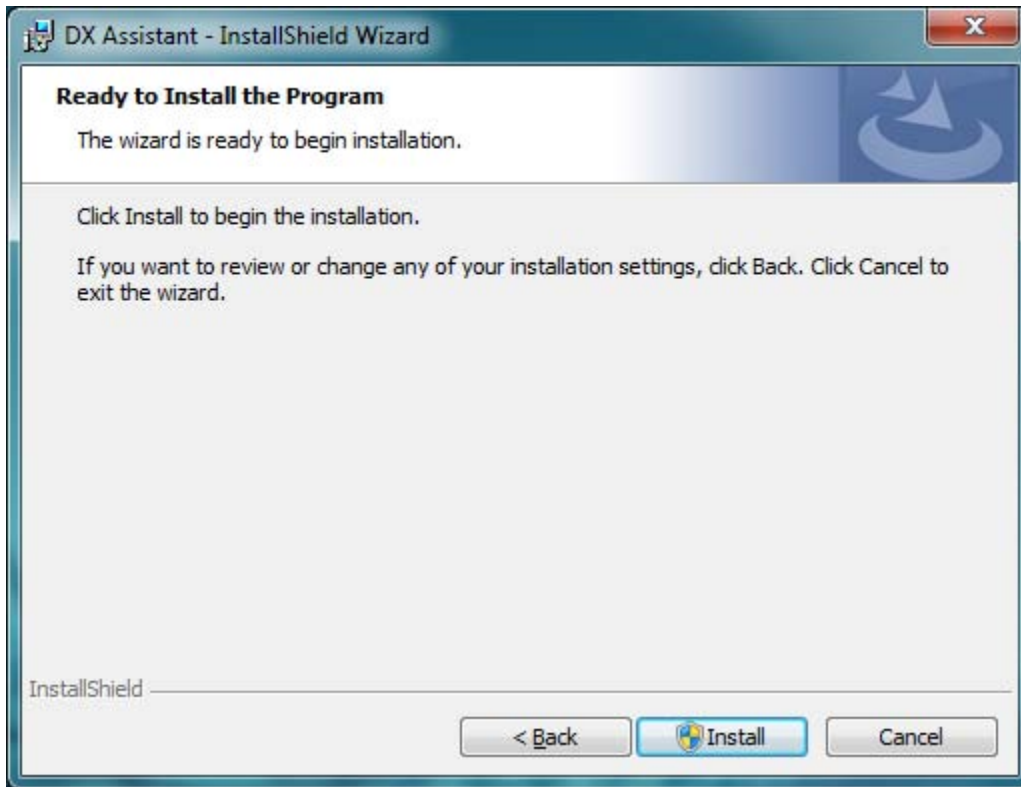 DX Assistant - InstallShield Wizard
Ready to Install the Program
The wizard is ready to begin installation.
Click Install to begin the installation.
If you want to review or change any of your installation settings, click Back. Click Cancel to
exit the wizard.
InstallShield
< Back
Install
Cancel